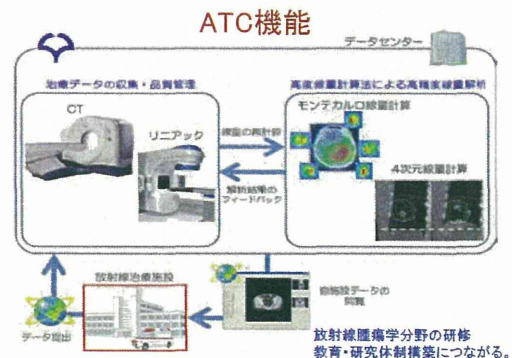 ATC機能
データセンター
治療データの収集・品質管理
高度線量計算法による高精度線量解析
CT
リニアック
線量の再計算
解析結果の
フィードバック
モンテカルロ線量計算
4次元線量計算
放射線治療施設
データ提出
他施設データの
閲覧
放射線腫瘍学分野の研修
教育・研究体制構築につながる。